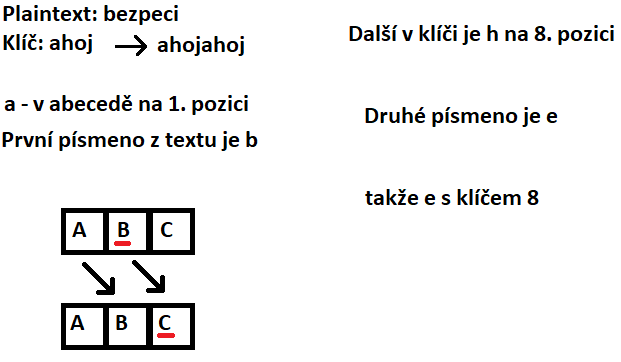 Plaintext: bezpeci
Klíč: ahoj ahojahoj
a - v abecedě na 1. pozici
První písmeno z textu je b
A B C
A B C
Další v klíči je h na 8. pozici
Druhé písmeno je e
takže e s klíčem 8